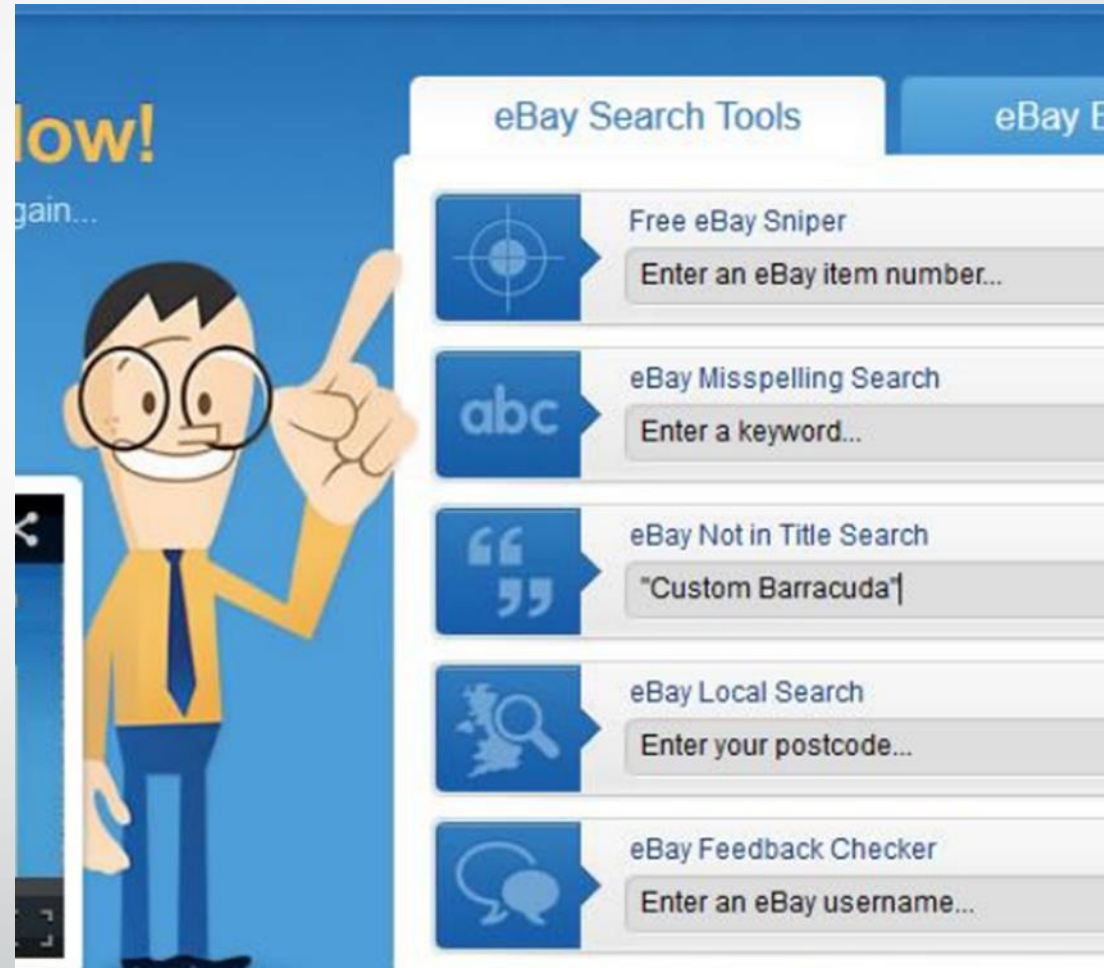 low!
gain...
eBay Search Tools
eBay
Free eBay Sniper
Enter an eBay item number...
abc
eBay Misspelling Search
Enter a keyword...
eBay Not in Title Search
"Custom Barracuda"
eBay Local Search
Enter your postcode...
eBay Feedback Checker
Enter an eBay username...